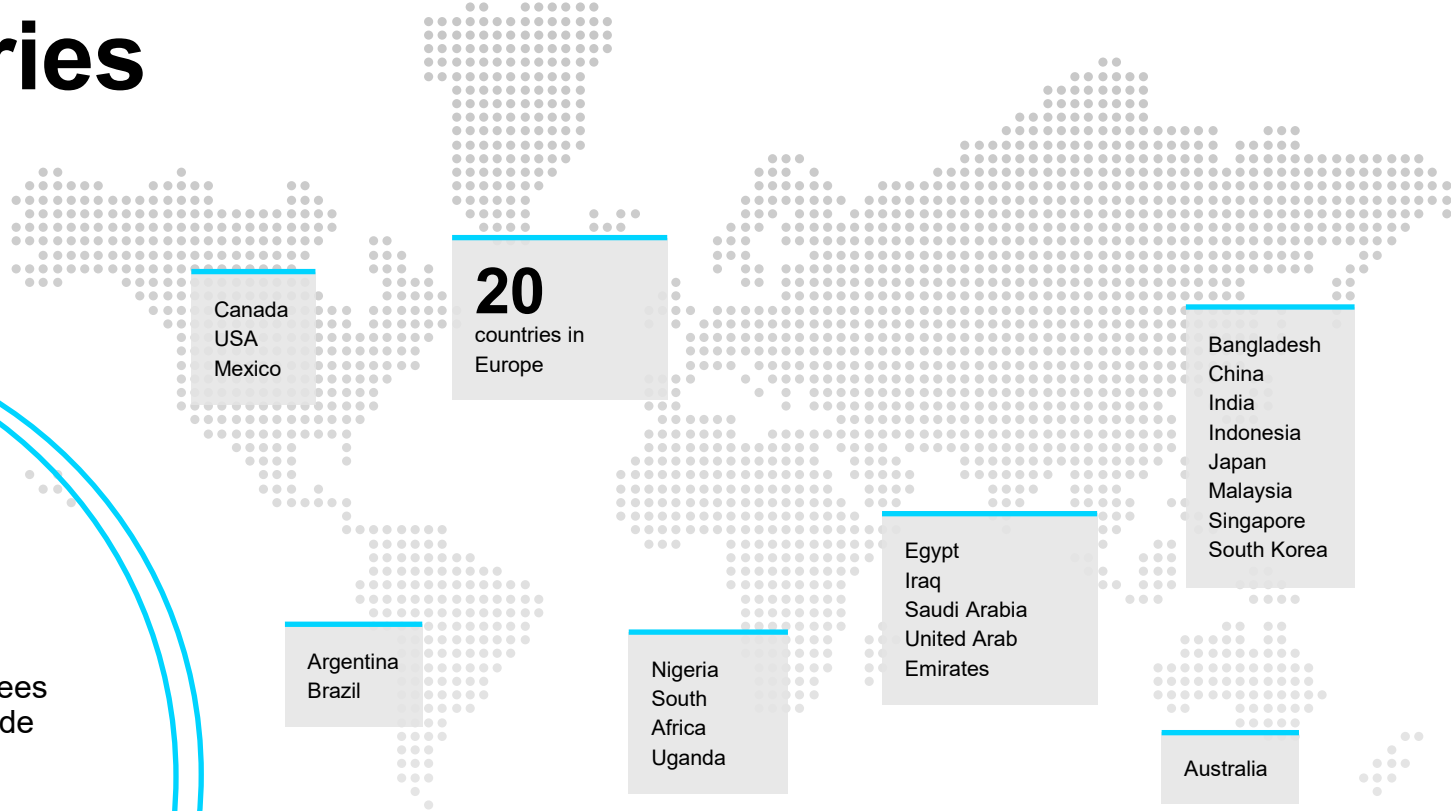 ries
20
countries in
Europe
Canada
USA
Mexico
Bangladesh
China
India
Indonesia
Japan
Malaysia
Singapore
South Korea
Egypt
Iraq
Saudi Arabia
United Arab
Emirates
Argentina
Brazil
Nigeria
South
Africa
Uganda
ees
de
Australia